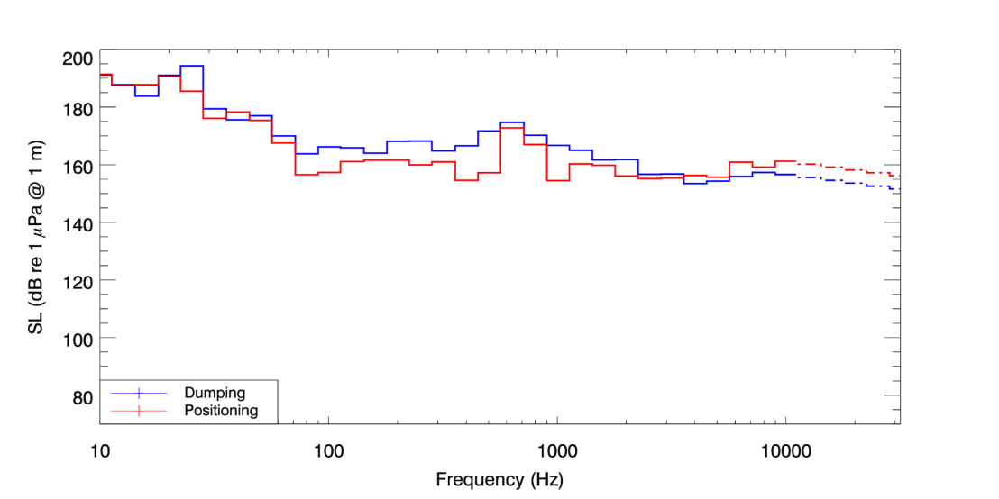 SL (dB re 1 μPa @ 1 m)
200
180
160
140
120
100
80
Dumping
Positioning
10 100 1000 10000
Frequency (Hz)